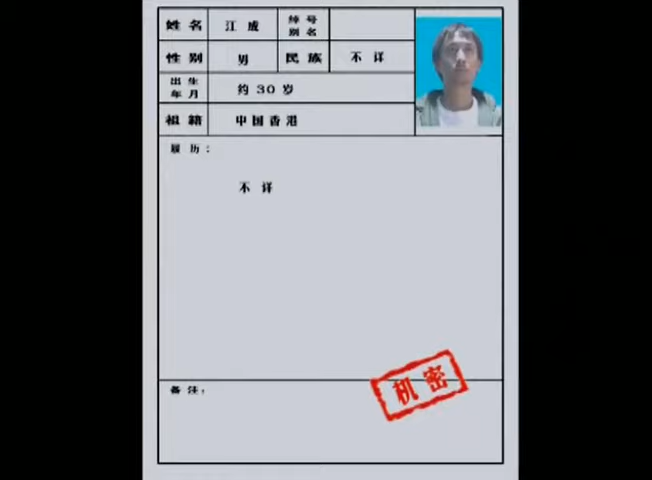 姓名 江成 绰号别名
性别 男 民族 不详
出生年月 约30岁
祖籍 中国香港
履历:
不详
机密
备注: